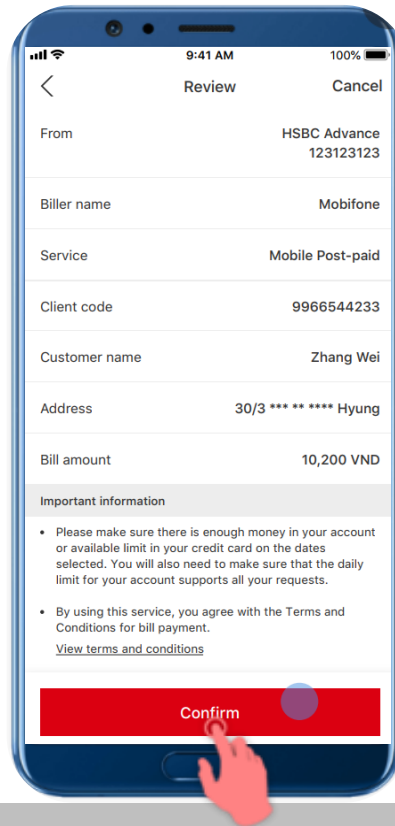 9:41 AM 100%
Review Cancel
From HSBC Advance
123123123
Biller name Mobifone
Service Mobile Post-paid
Client code 9966544233
Customer name Zhang Wei
Address 30/3 *** ** **** Hyung
Bill amount 10,200 VND
Important information
• Please make sure there is enough money in your account
or available limit in your credit card on the dates
selected. You will also need to make sure that the daily
limit for your account supports all your requests.
• By using this service, you agree with the Terms and
Conditions for bill payment.
View terms and conditions
Confirm